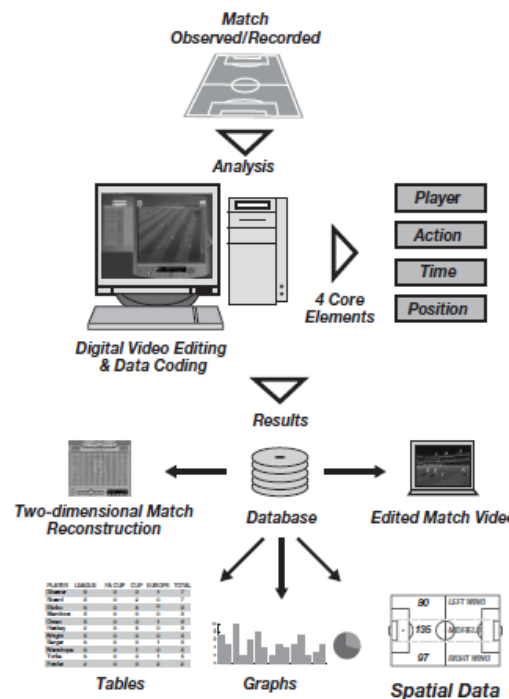 Match
Observed/Recorded
Analysis
Player
Action
Time
Position
4 Core
Elements
Digital Video Editing
& Data Coding
Results
Two-dimensional Match
Reconstruction
Database
Edited Match Video
PLAYER LEAGUE FA CUP CUP EUROPE TOTAL
Tables
Graphs
90 LEFT WING
135 MIDFIELD
97 RIGHT WING
Spatial Data